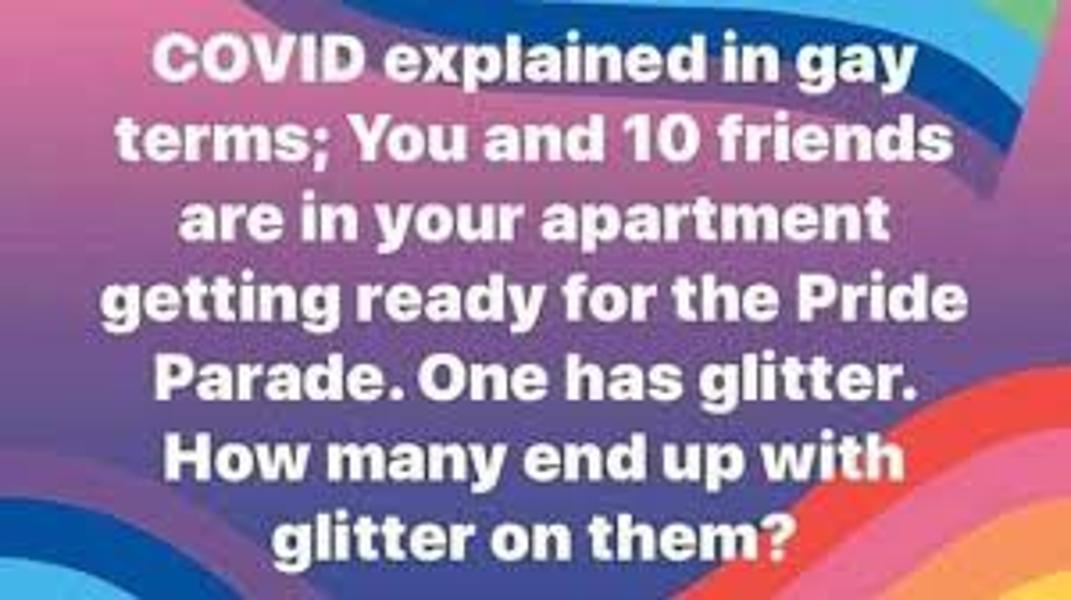 COVID explained in gay
terms; You and 10 friends
are in your apartment
getting ready for the Pride
Parade. One has glitter.
How many end up with
glitter on them?